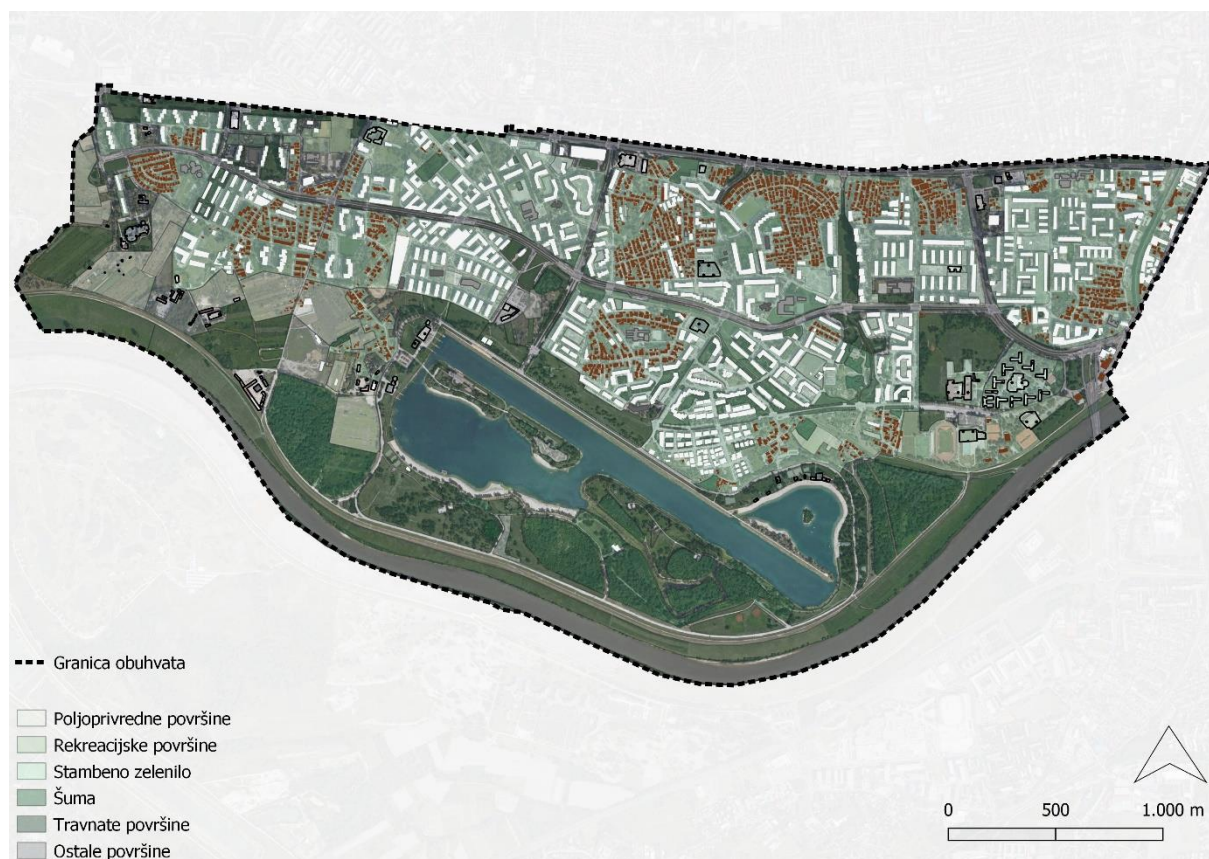 Granica obuhvata
Poljoprivredne površine
Rekreacijske površine
Stambeno zelenilo
Šuma
Travnate površine
Ostale površine
0 500 1.000 m